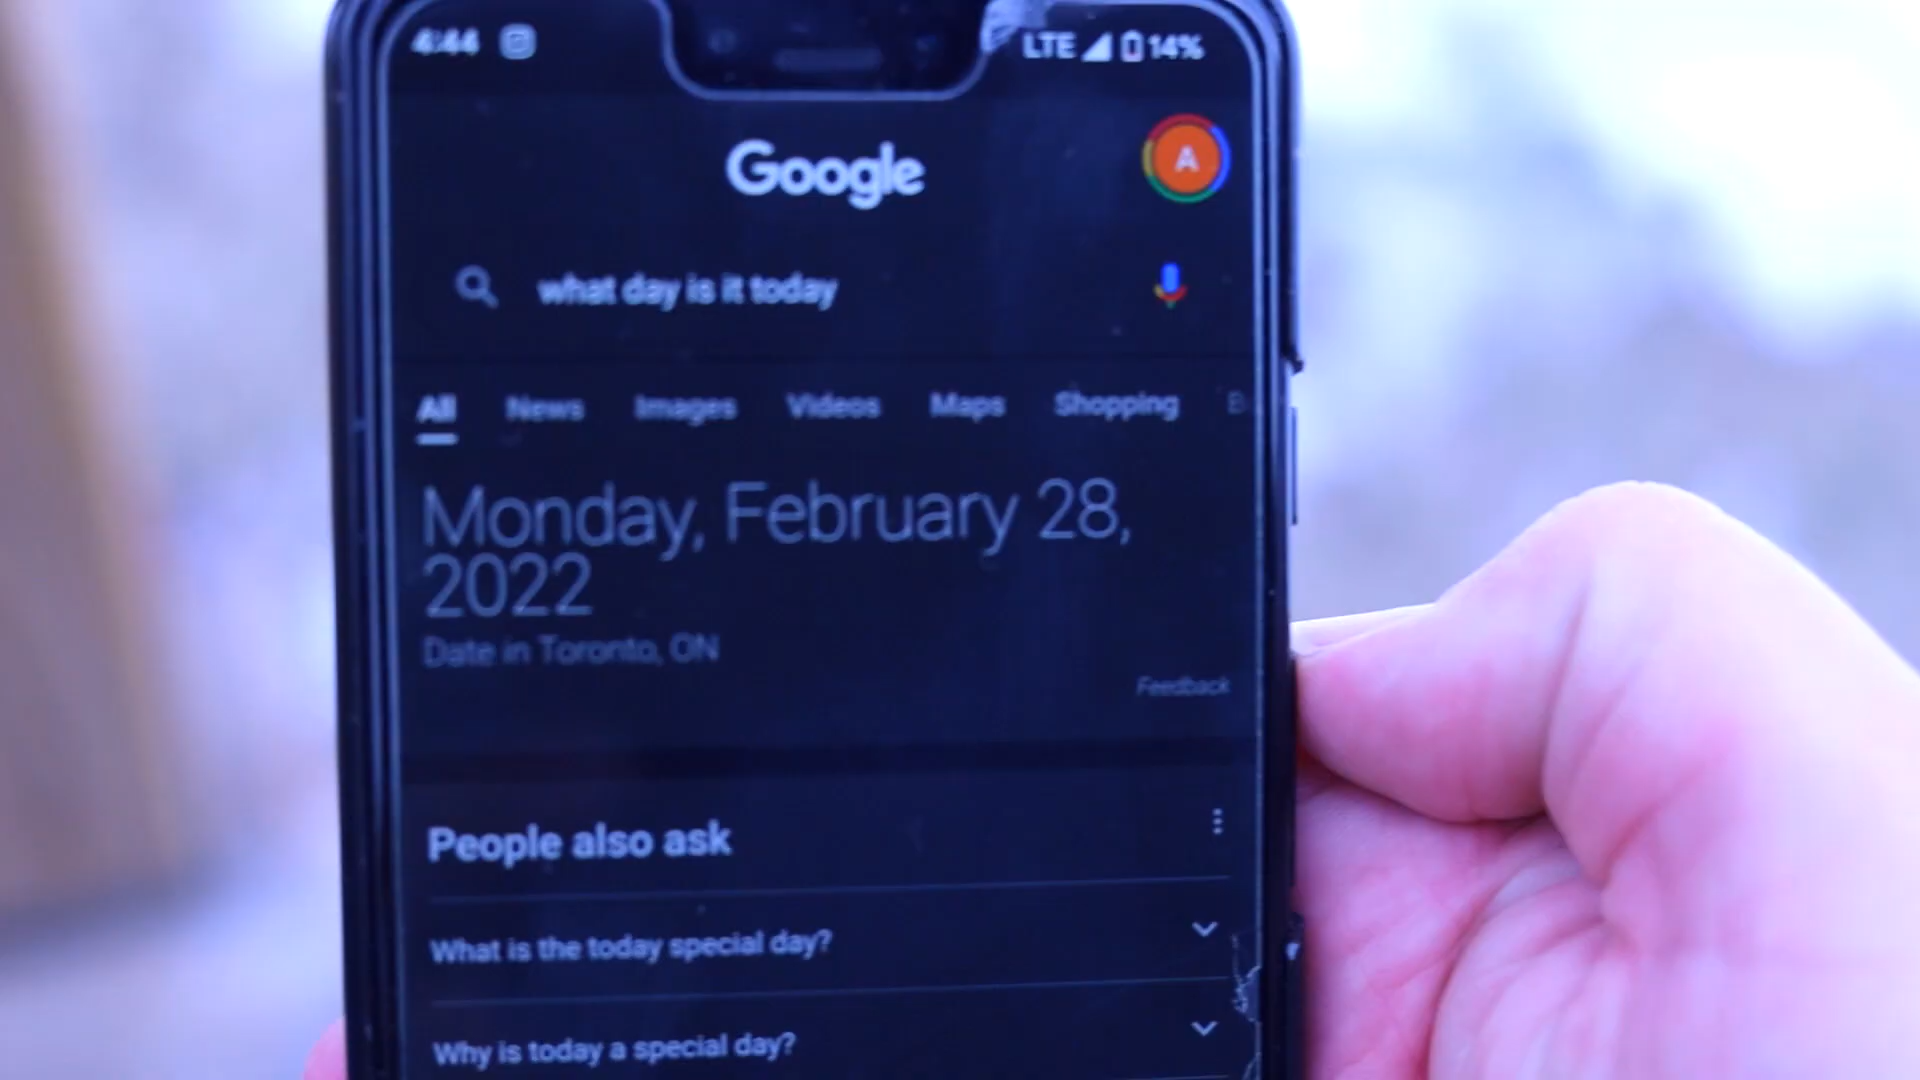 4:44 LTE 14%
Google
A
what day is it today
All News Images Videos Maps Shopping
Monday, February 28,
2022
Date in Toronto, ON
Feedback
People also ask
What is the today special day?
Why is today a special day?